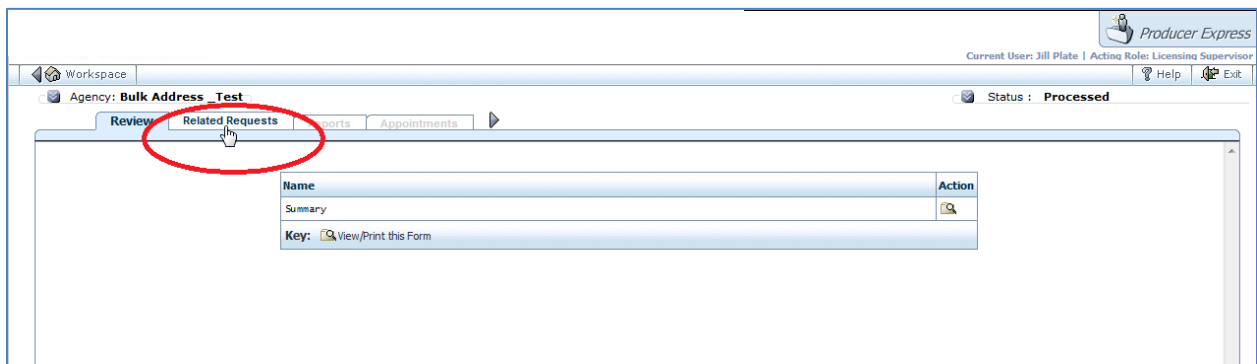 Producer Express
Current User: Jill Plate | Acting Role: Licensing Supervisor
Workspace
Help
Exit
Agency: Bulk Address _Test
Status : Processed
Review
Related Requests
Appointments
Name
Action
Summary
Key: View/Print this Form